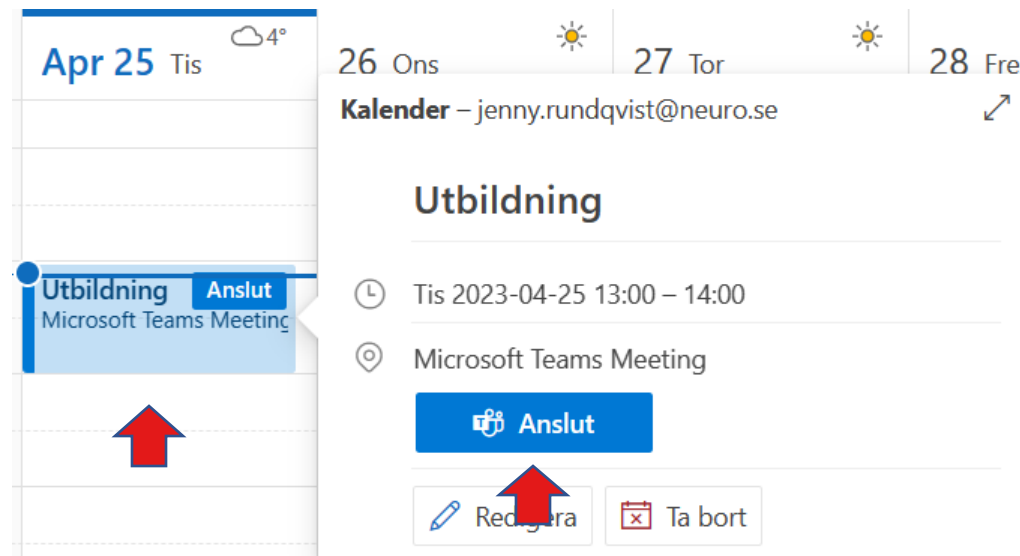 4°
Apr 25 Tis
26 Ons
27 Tor
28 Fre
Kalender – jenny.rundqvist@neuro.se
Utbildning
Tis 2023-04-25 13:00 – 14:00
Utbildning Anslut
Microsoft Teams Meeting
Microsoft Teams Meeting
Anslut
Redigera
Ta bort